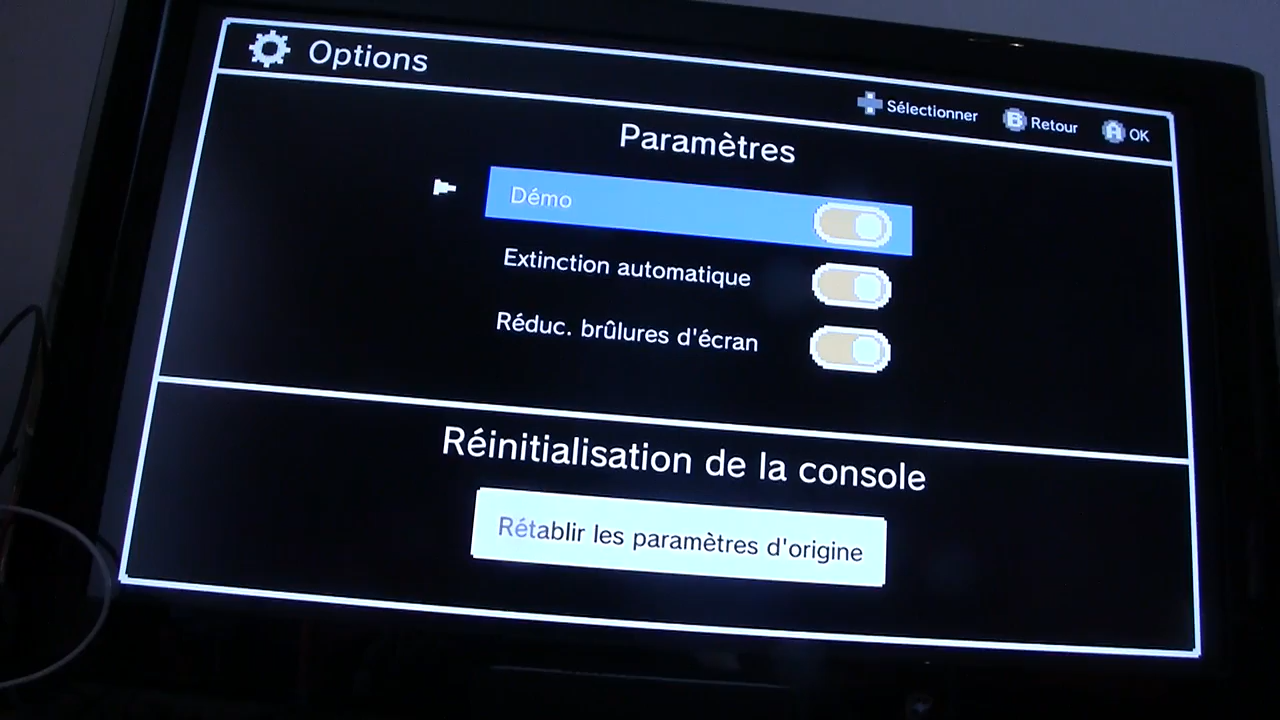 Options
Sélectionner
B Retour
A OK
Paramètres
Démo
Extinction automatique
Réduc. brûlures d'écran
Réinitialisation de la console
Rétablir les paramètres d'origine